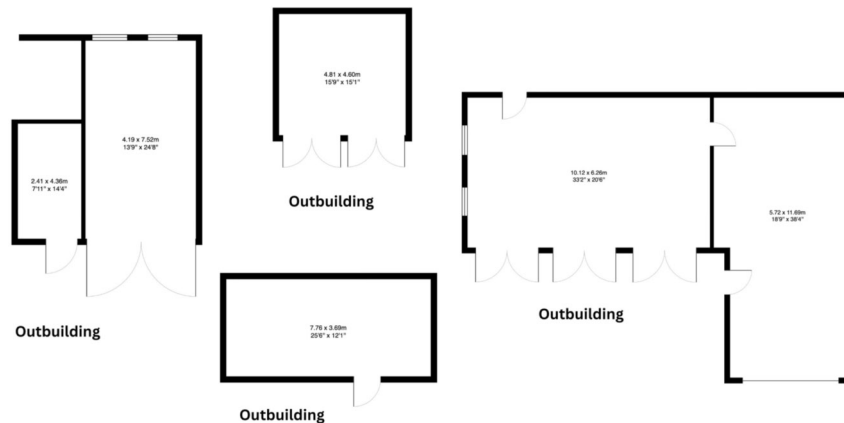 4.19 x 7.52m
13'9" x 24'8"
2.41 x 4.36m
7'11" x 14'4"
Outbuilding
4.81 x 4.60m
15'9" x 15'1"
Outbuilding
7.76 x 3.69m
25'6" x 12'1"
Outbuilding
10.12 x 6.26m
33'2" x 20'6"
5.72 x 11.69m
18'9" x 38'4"
Outbuilding